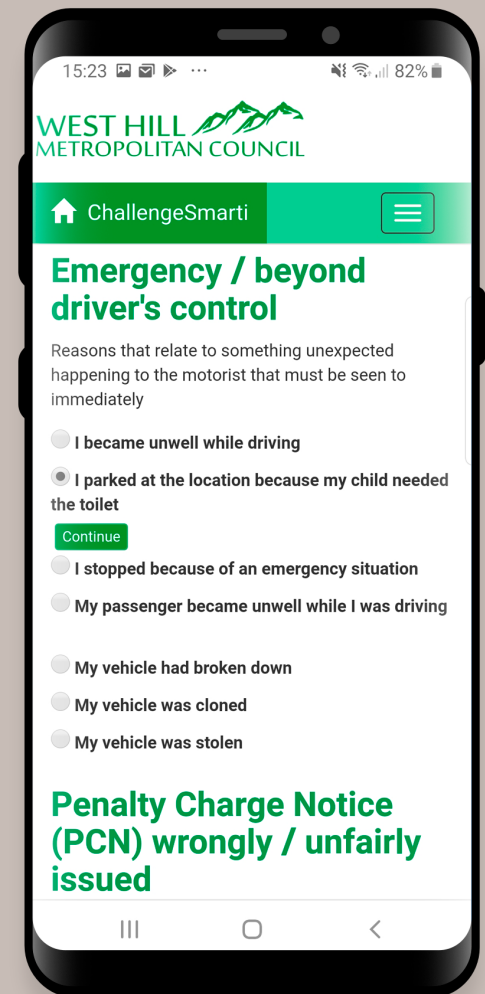 15:23 ... 82%
WEST HILL
METROPOLITAN COUNCIL
ChallengeSmarti
Emergency / beyond
driver's control
Reasons that relate to something unexpected
happening to the motorist that must be seen to
immediately
I became unwell while driving
I parked at the location because my child needed
the toilet
Continue
I stopped because of an emergency situation
My passenger became unwell while I was driving
My vehicle had broken down
My vehicle was cloned
My vehicle was stolen
Penalty Charge Notice
(PCN) wrongly / unfairly
issued